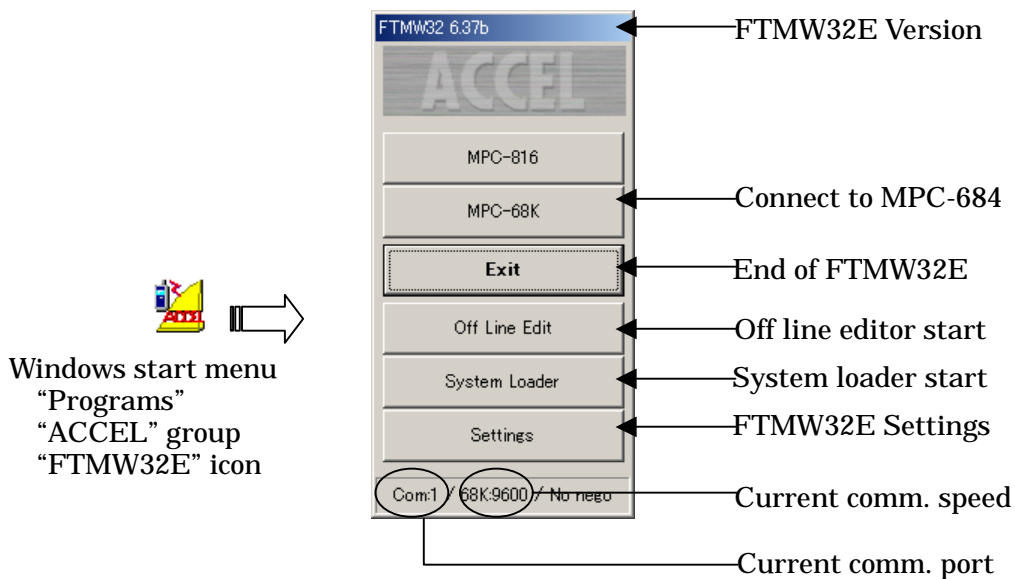 FTMW32 6.37b
FTMW32E Version
ACCEL
MPC-816
MPC-68K
Connect to MPC-684
Exit
End of FTMW32E
Off Line Edit
Off line editor start
System Loader
System loader start
Settings
FTMW32E Settings
Com:1 / 68K:9600 / No nego
Current comm. speed
Current comm. port
ACCEL
Windows start menu
“Programs”
“ACCEL” group
“FTMW32E” icon